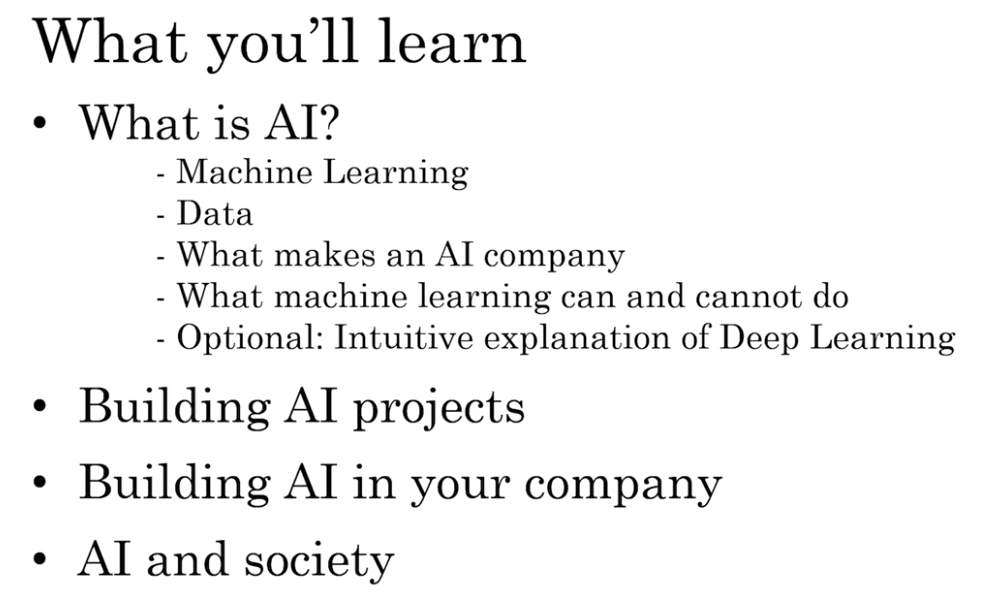 What you’ll learn
• What is AI?
- Machine Learning
- Data
- What makes an AI company
- What machine learning can and cannot do
- Optional: Intuitive explanation of Deep Learning
• Building AI projects
• Building AI in your company
• AI and society